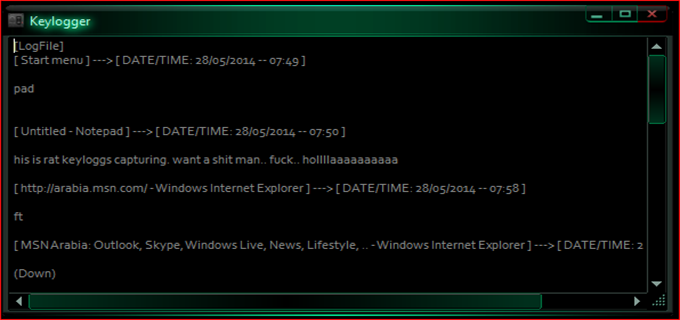 Keylogger
[LogFile]
[ Start menu ] ---> [ DATE/TIME: 28/05/2014 -- 07:49 ]
pad
[ Untitled - Notepad ] ---> [ DATE/TIME: 28/05/2014 -- 07:50 ]
his is rat keyloggs capturing. want a shit man.. fuck.. hollllaaaaaaaaaa
[ http://arabia.msn.com/ - Windows Internet Explorer ] ---> [ DATE/TIME: 28/05/2014 -- 07:58 ]
ft
[ MSN Arabia: Outlook, Skype, Windows Live, News, Lifestyle, .. - Windows Internet Explorer ] ---> [ DATE/TIME: 2
(Down)